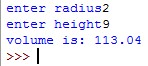 enter radius2
enter height9
volume is: 113.04
>>>